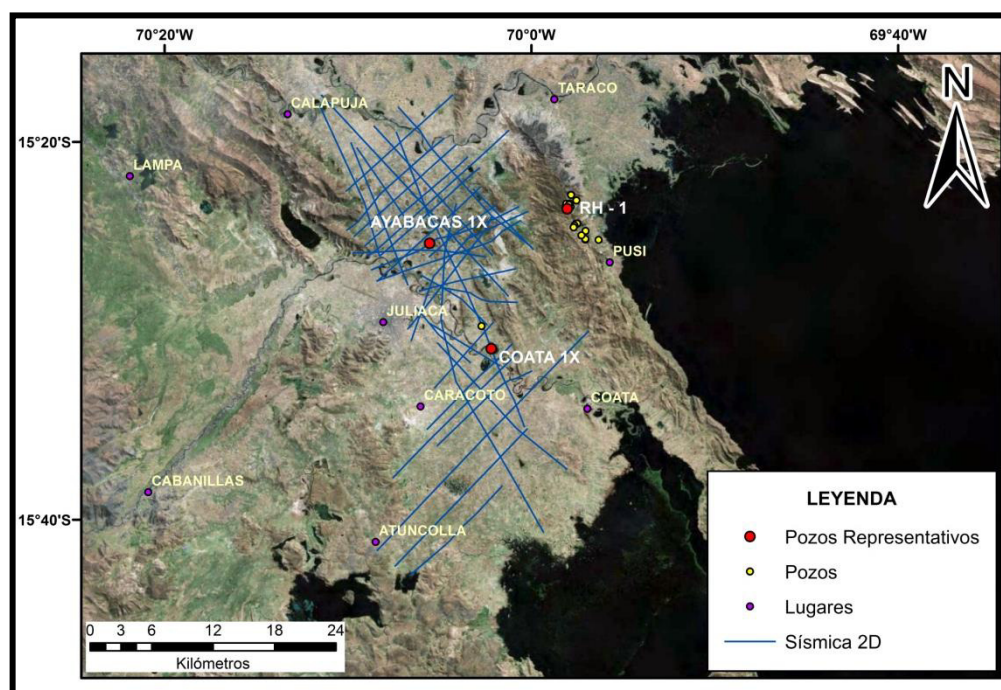 70°20'W
70°00'W
69°40'W
N
TARACO
CALAPUJA
15°20'S
LAMPA
RH - 1
AYABACAS 1X
PUSI
JULIACA
COATA 1X
CARACOTO
COATA
CABANILLAS
15°40'S
ATUNCOLLA
LEYENDA
Pozos Representativos
Pozos
Lugares
Sísmica 2D
0 3 6 12 18 24
Kilómetros